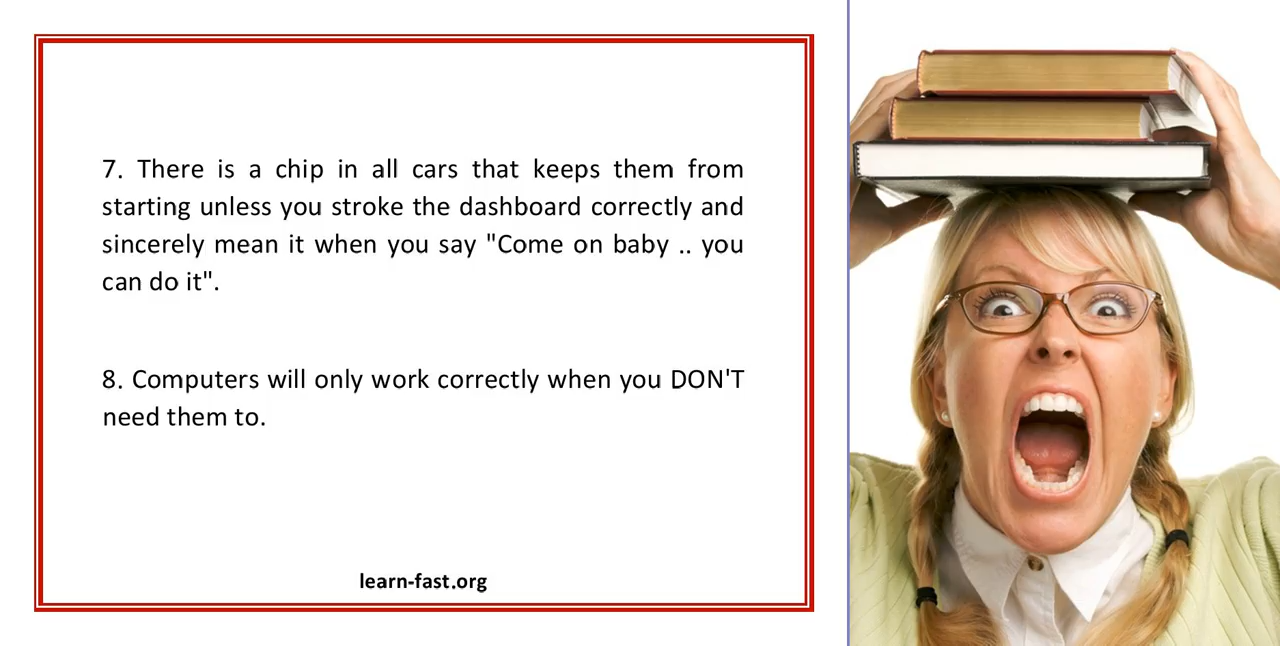 7. There is a chip in all cars that keeps them from
starting unless you stroke the dashboard correctly and
sincerely mean it when you say "Come on baby .. you
can do it".
8. Computers will only work correctly when you DON'T
need them to.
learn-fast.org